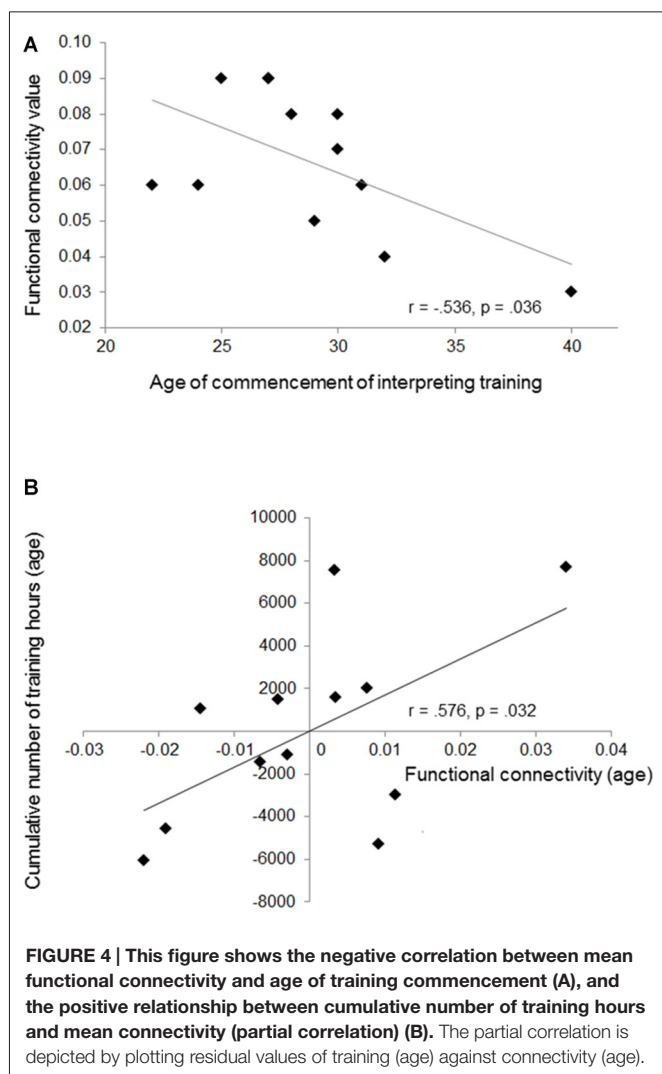 A
Functional connectivity value
0.10
0.09
0.08
0.07
0.06
0.05
0.04
0.03
0.02
r = -.536, p = .036
20 25 30 35 40
Age of commencement of interpreting training
B
Cumulative number of training hours (age)
10000
8000
6000
4000
2000
r = .576, p = .032
-0.03 -0.02 -0.01 0 0.01 0.02 0.03 0.04
Functional connectivity (age)
-2000
-4000
-6000
-8000
FIGURE 4 | This figure shows the negative correlation between mean
functional connectivity and age of training commencement (A), and
the positive relationship between cumulative number of training hours
and mean connectivity (partial correlation) (B). The partial correlation is
depicted by plotting residual values of training (age) against connectivity (age).